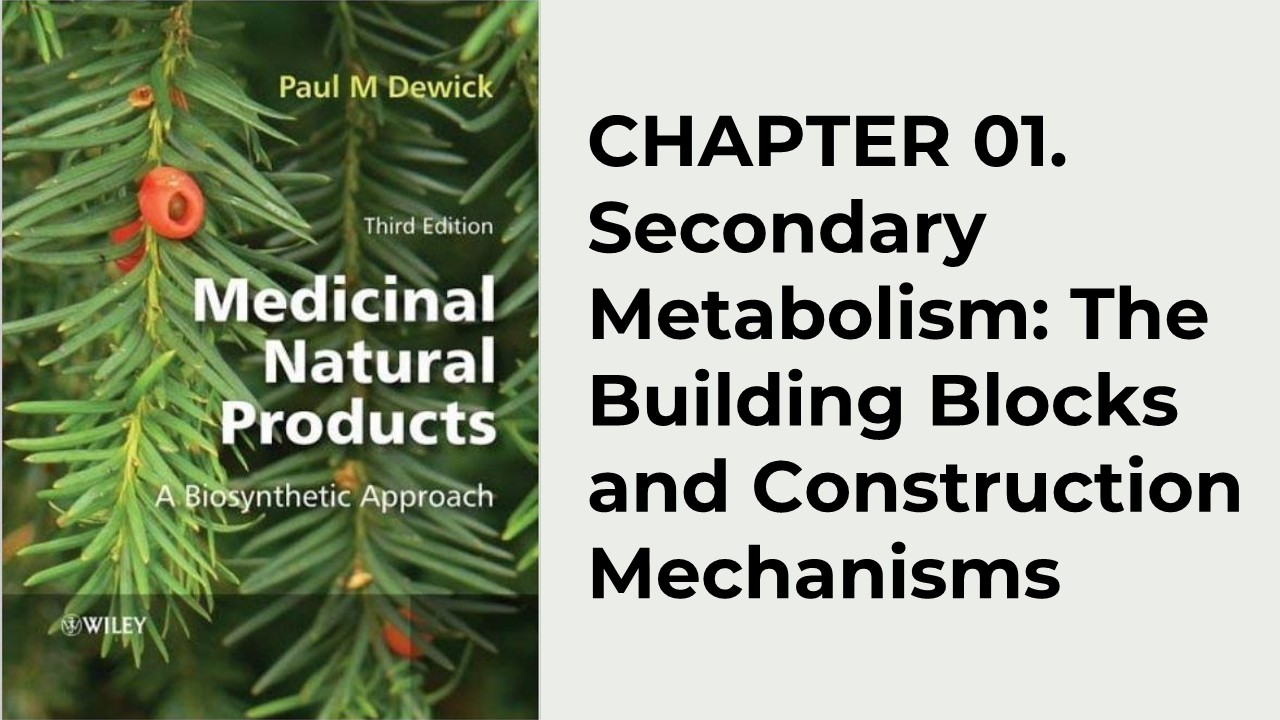 Paul M Dewick
Third Edition
Medicinal
Natural
Products
A Biosynthetic Approach
WILEY
CHAPTER 01.
Secondary
Metabolism: The
Building Blocks
and Construction
Mechanisms